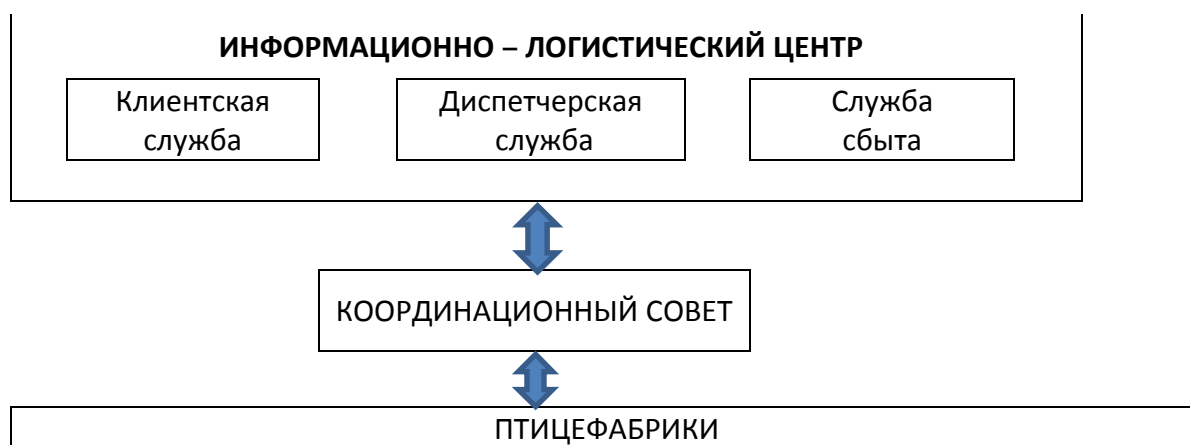 ИНФОРМАЦИОННО – ЛОГИСТИЧЕСКИЙ ЦЕНТР
Клиентская
служба
Диспетчерская
служба
Служба
сбыта
КООРДИНАЦИОННЫЙ СОВЕТ
ПТИЦЕФАБРИКИ